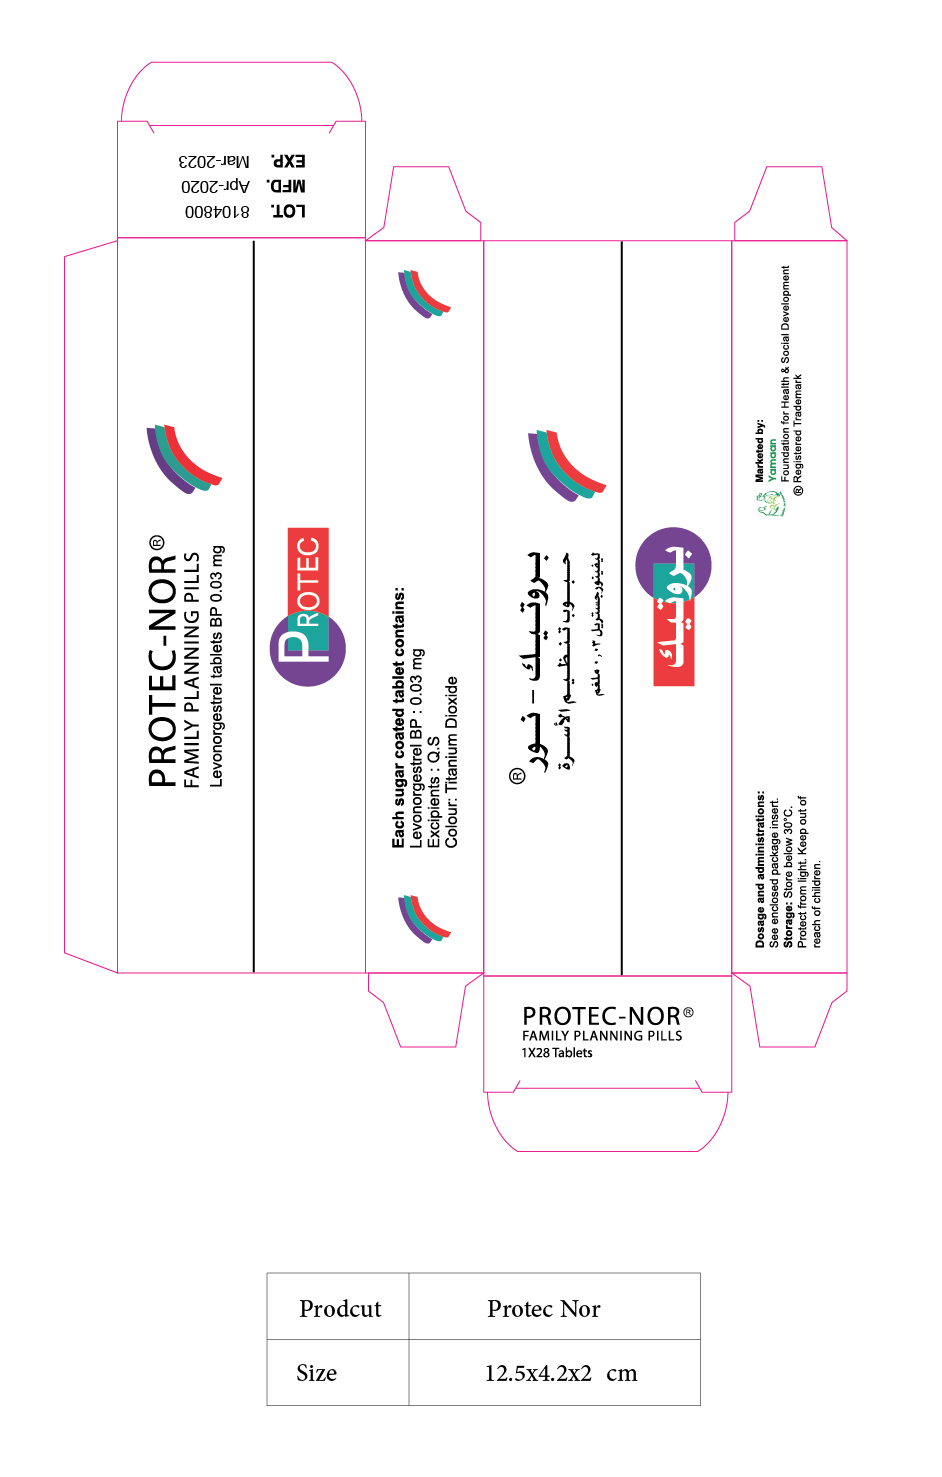 LOT. 8104800
MFD. Apr-2020
EXP. Mar-2023
PROTEC-NOR®
FAMILY PLANNING PILLS
Levonorgestrel tablets BP 0.03 mg
PROTEC
Each sugar coated tablet contains:
Levonorgestrel BP : 0.03 mg
Excipients : Q.S
Colour: Titanium Dioxide
بروتيك - نور®
حبوب تنظيم الأسرة
ليفينورجستريل ٠,٠٣ ملغم
بروتيك
Marketed by:
Yamaan
Foundation for Health & Social Development
® Registered Trademark
Dosage and administrations:
See enclosed package insert.
Storage: Store below 30°C.
Protect from light. Keep out of
reach of children.
PROTEC-NOR®
FAMILY PLANNING PILLS
1X28 Tablets
Prodcut Protec Nor
Size 12.5x4.2x2 cm